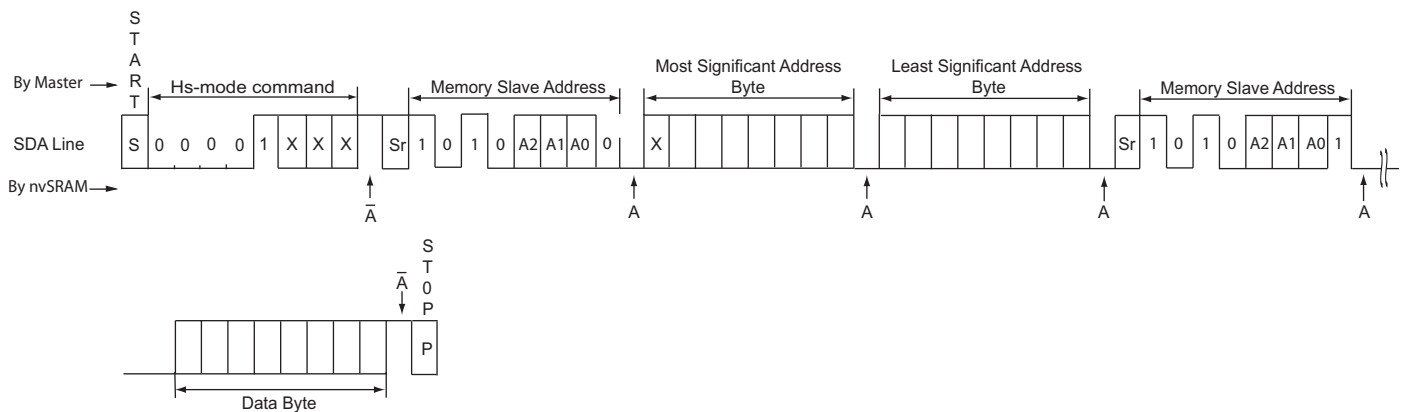 START
By Master
Hs-mode command
Memory Slave Address
Most Significant Address
Byte
Least Significant Address
Byte
Memory Slave Address
SDA Line
S 0 0 0 0 1 X X X Sr 1 0 1 0 A2 A1 A0 0 X Sr 1 0 1 0 A2 A1 A0 1
By nvSRAM
A̅ A A A A
A̅
ST0P
P
Data Byte